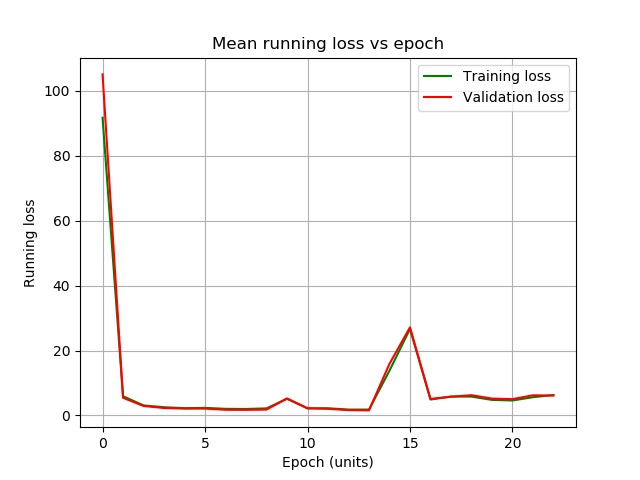 Mean running loss vs epoch
Training loss
Validation loss
100
80
60
40
20
0
Running loss
0 5 10 15 20
Epoch (units)